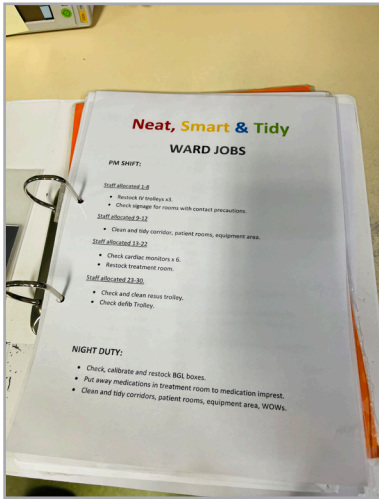 Neat, Smart & Tidy
WARD JOBS
PM SHIFT:
Staff allocated 1-8
• Restock IV trolleys x3.
• Check signage for rooms with contact precautions.
Staff allocated 9-12
• Clean and tidy corridor, patient rooms, equipment area.
Staff allocated 13-22
• Check cardiac monitors x 6.
• Restock treatment room.
Staff allocated 23-30.
• Check and clean resus trolley.
• Check defib Trolley.
NIGHT DUTY:
• Check, calibrate and restock BGL boxes.
• Put away medications in treatment room to medication imprest.
• Clean and tidy corridors, patient rooms, equipment area, WOWs.